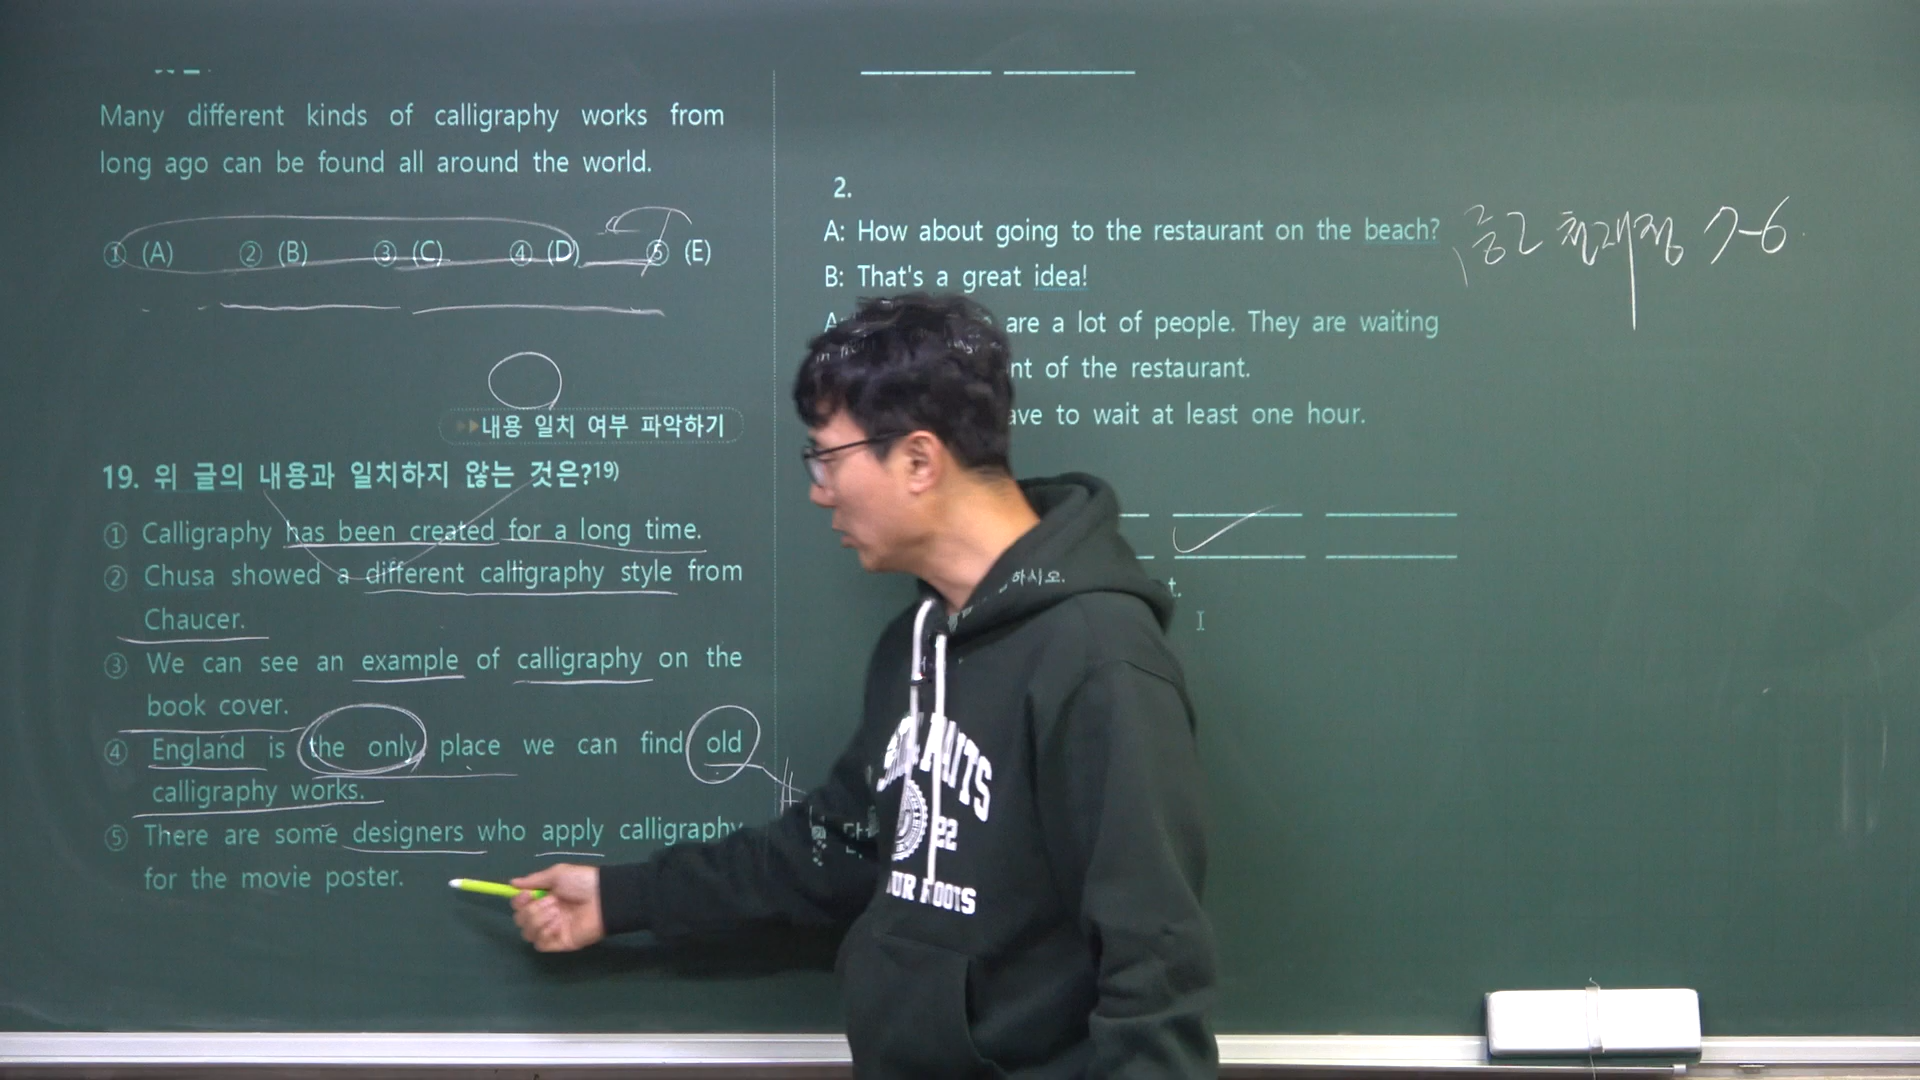 Many different kinds of calligraphy works from
long ago can be found all around the world.
① (A) ② (B) ③ (C) ④ (D) ⑤ (E)
내용 일치 여부 파악하기
19. 위 글의 내용과 일치하지 않는 것은?19)
① Calligraphy has been created for a long time.
② Chusa showed a different calligraphy style from
Chaucer.
③ We can see an example of calligraphy on the
book cover.
④ England is the only place we can find old
calligraphy works.
⑤ There are some designers who apply calligraphy
for the movie poster.
2.
A: How about going to the restaurant on the beach?
B: That's a great idea!
are a lot of people. They are waiting
of the restaurant.
to wait at least one hour.
하시오.
t.
중2 천재정 7-6
22